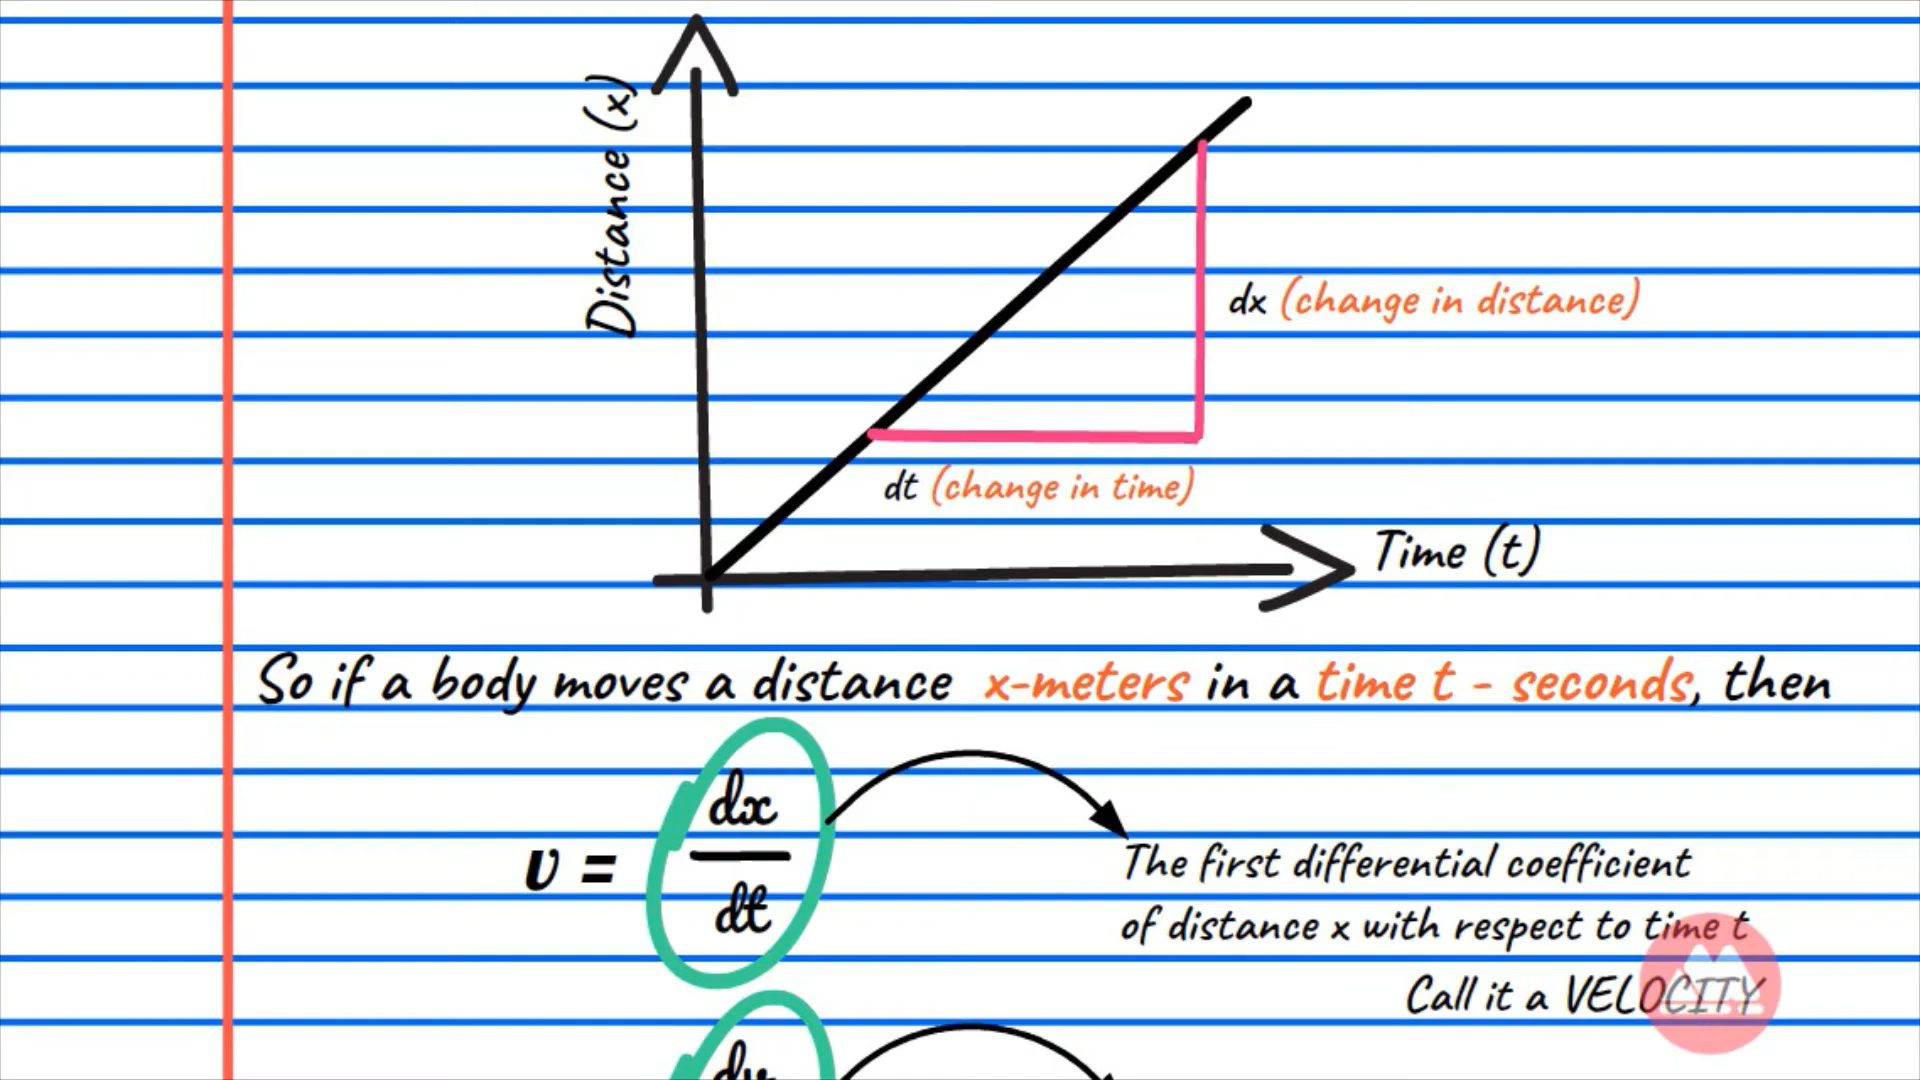 Distance (x)
dx (change in distance)
dt (change in time)
Time (t)
So if a body moves a distance x-meters in a time t - seconds, then
v = dx
dt
The first differential coefficient
of distance x with respect to time t
Call it a VELOCITY